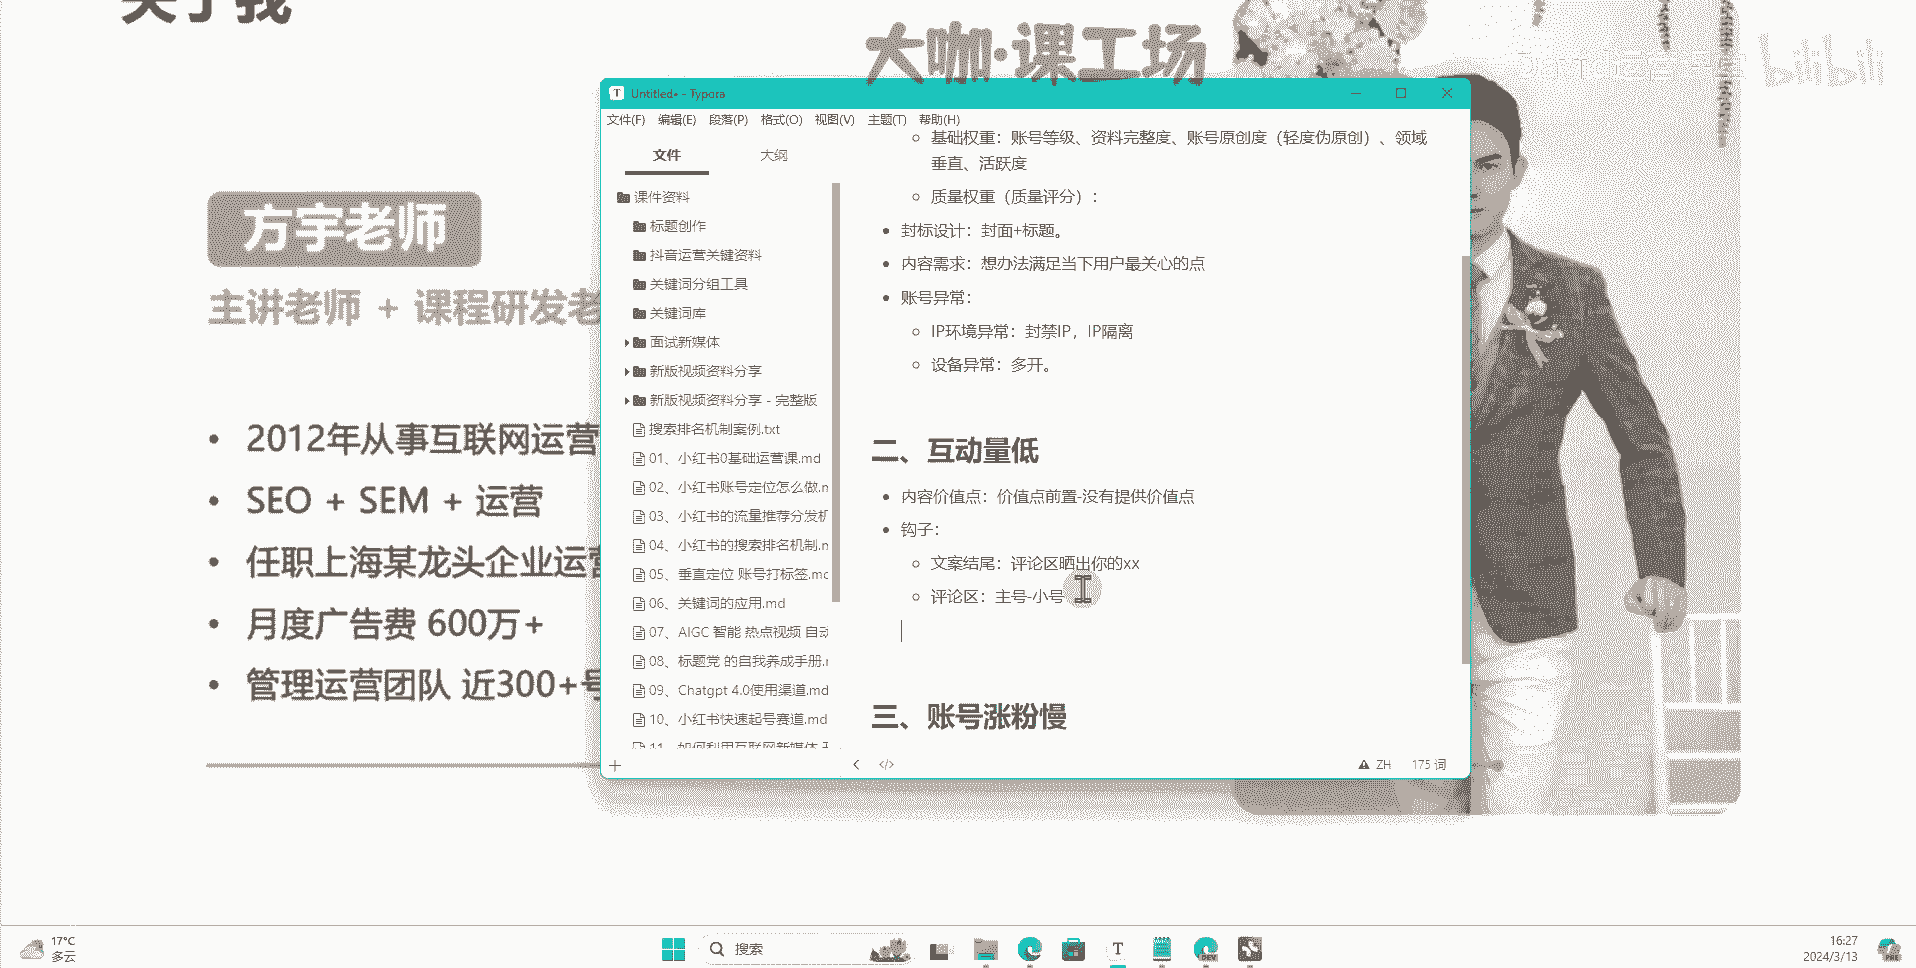 关于我
大咖·课工场
bilibili
方宇老师
主讲老师 + 课程研发老
2012年从事互联网运营
SEO + SEM + 运营
任职上海某龙头企业运营
月度广告费 600万+
管理运营团队 近300+号
Untitled• - Typora
文件(F) 编辑(E) 段落(P) 格式(O) 视图(V) 主题(T) 帮助(H)
文件 大纲
课件资料
标题创作
抖音运营关键资料
关键词分组工具
关键词库
面试新媒体
新版视频资料分享
新版视频资料分享 - 完整版
搜索排名机制案例.txt
01、小红书0基础运营课.md
02、小红书账号定位怎么做.m
03、小红书的流量推荐分发机
04、小红书的搜索排名机制.m
05、垂直定位 账号打标签.md
06、关键词的应用.md
07、AIGC 智能 热点视频 自动
08、标题党 的自我养成手册.m
09、Chatgpt 4.0使用渠道.md
10、小红书快速起号赛道.md
11、如何利用互联网新媒体
基础权重：账号等级、资料完整度、账号原创度（轻度伪原创）、领域
垂直、活跃度
质量权重（质量评分）：
封标设计：封面+标题。
内容需求：想办法满足当下用户最关心的点
账号异常：
IP环境异常：封禁IP，IP隔离
设备异常：多开。
二、互动量低
内容价值点：价值点前置-没有提供价值点
钩子：
文案结尾：评论区晒出你的xx
评论区：主号-小号
三、账号涨粉慢
ZH 175 词
17°C
多云
搜索
DEV
16:27
2024/3/13
PRE